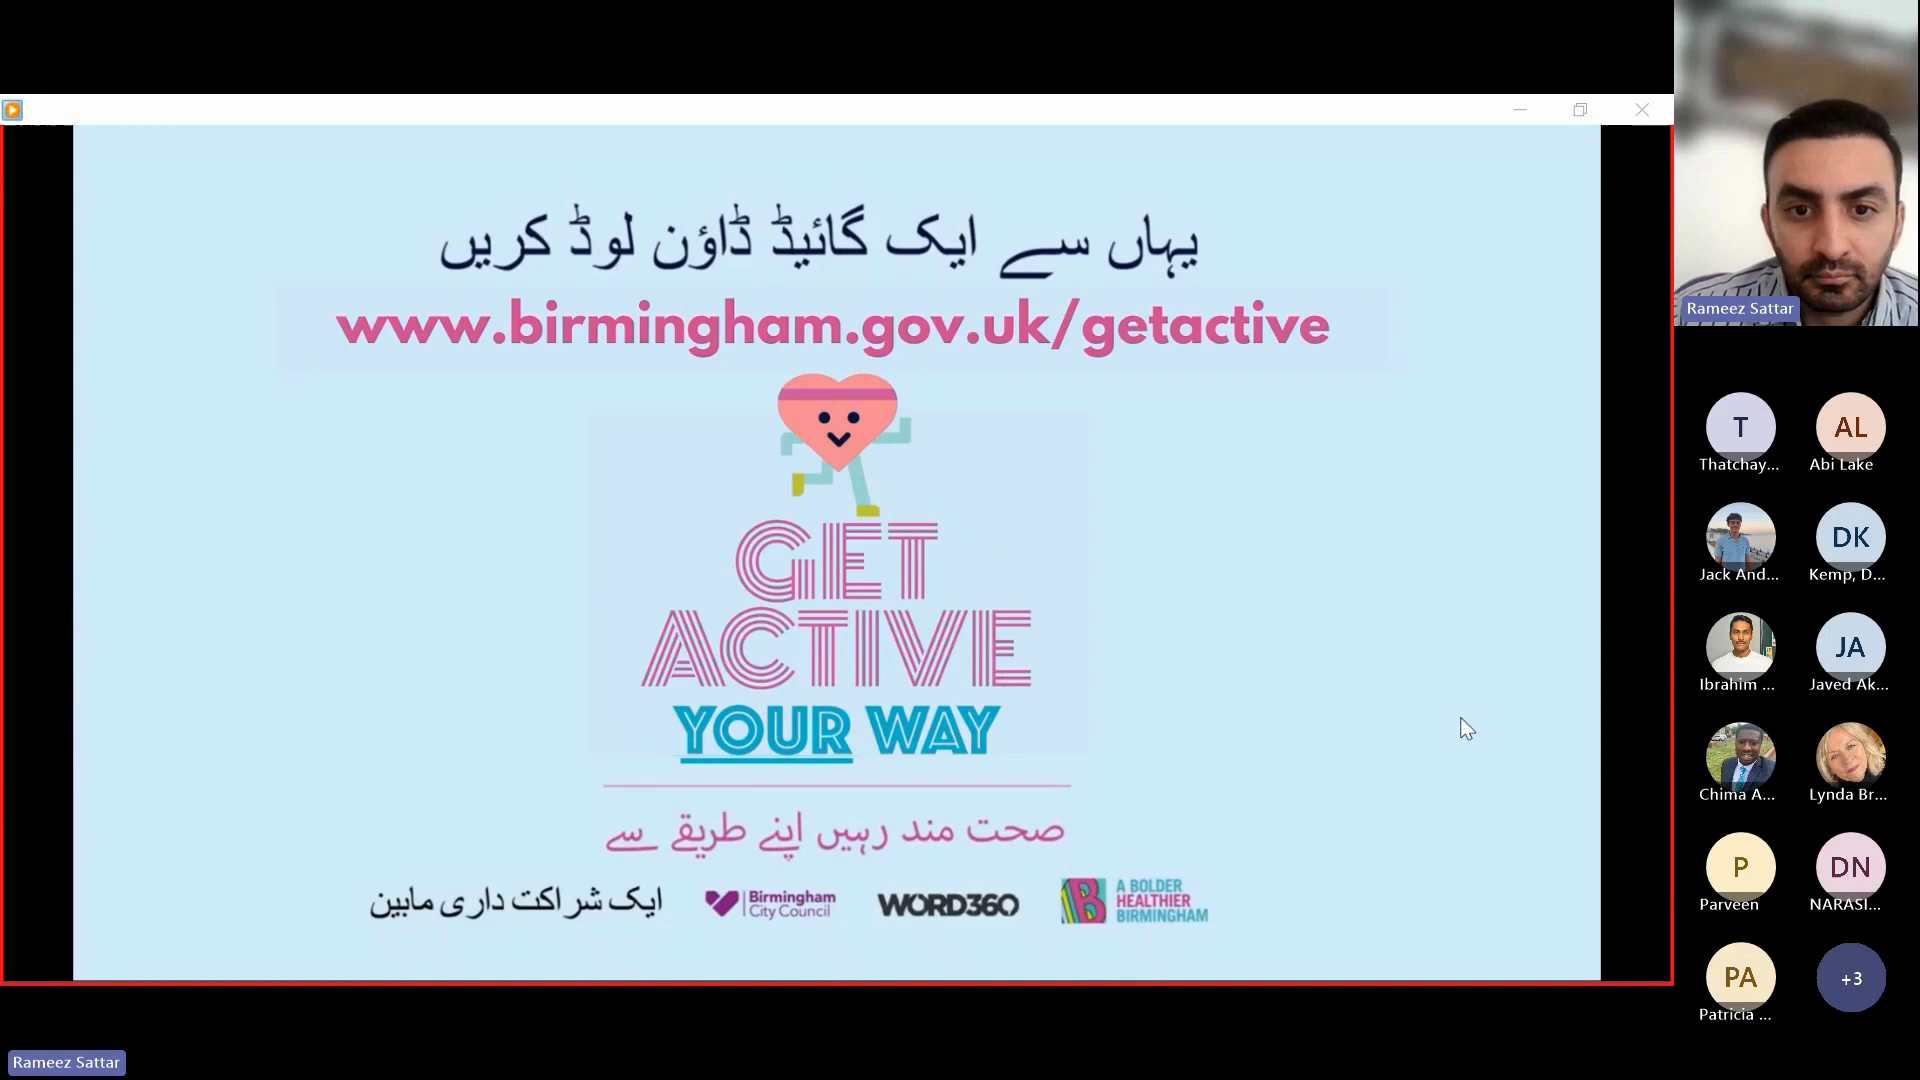 یہاں سے ایک گائیڈ ڈاؤن لوڈ کریں
www.birmingham.gov.uk/getactive
GET
ACTIVE
YOUR WAY
صحت مند رہیں اپنے طریقے سے
ایک شراکت داری مابین
Birmingham
City Council
WORD360
B
A BOLDER
HEALTHIER
BIRMINGHAM
Rameez Sattar
T
Thatchay...
AL
Abi Lake
Jack And...
DK
Kemp, D...
Ibrahim ...
JA
Javed Ak...
Chima A...
Lynda Br...
P
Parveen
DN
NARASI...
PA
Patricia ...
+3
Rameez Sattar